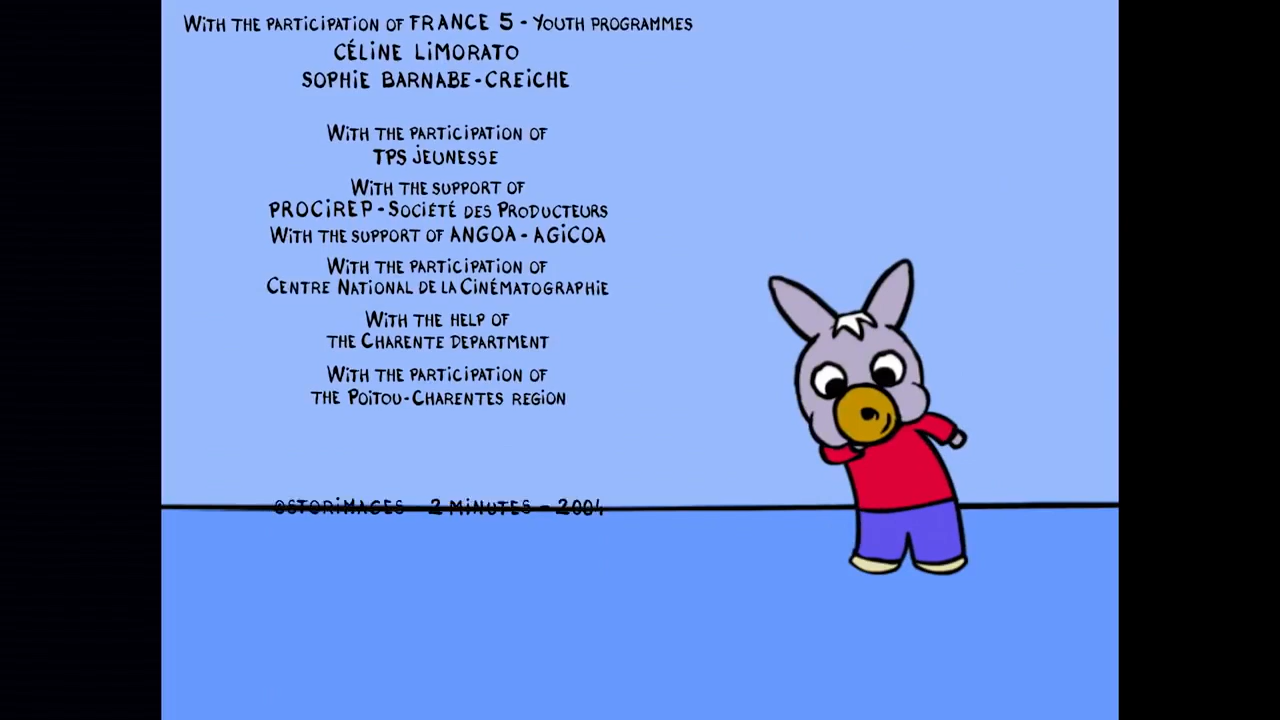 WiTH THE PARTiCiPATiON OF FRANCE 5 - YOUTH PROGRAMMES
CÉLiNE LiMORATO
SOPHiE BARNABE-CREiCHE
WiTH THE PARTiCiPATiON OF
TPS JEUNESSE
WiTH THE SUPPORT OF
PROCiREP - SOCiÉTÉ DES PRODUCTEURS
WiTH THE SUPPORT OF ANGOA - AGiCOA
WiTH THE PARTiCiPATiON OF
CENTRE NATiONAL DE LA CiNÉMATOGRAPHiE
WiTH THE HELP OF
THE CHARENTE DEPARTMENT
WiTH THE PARTiCiPATiON OF
THE POiTOU-CHARENTES REGiON
©STORiMAGES - 2 MiNUTES - 2004